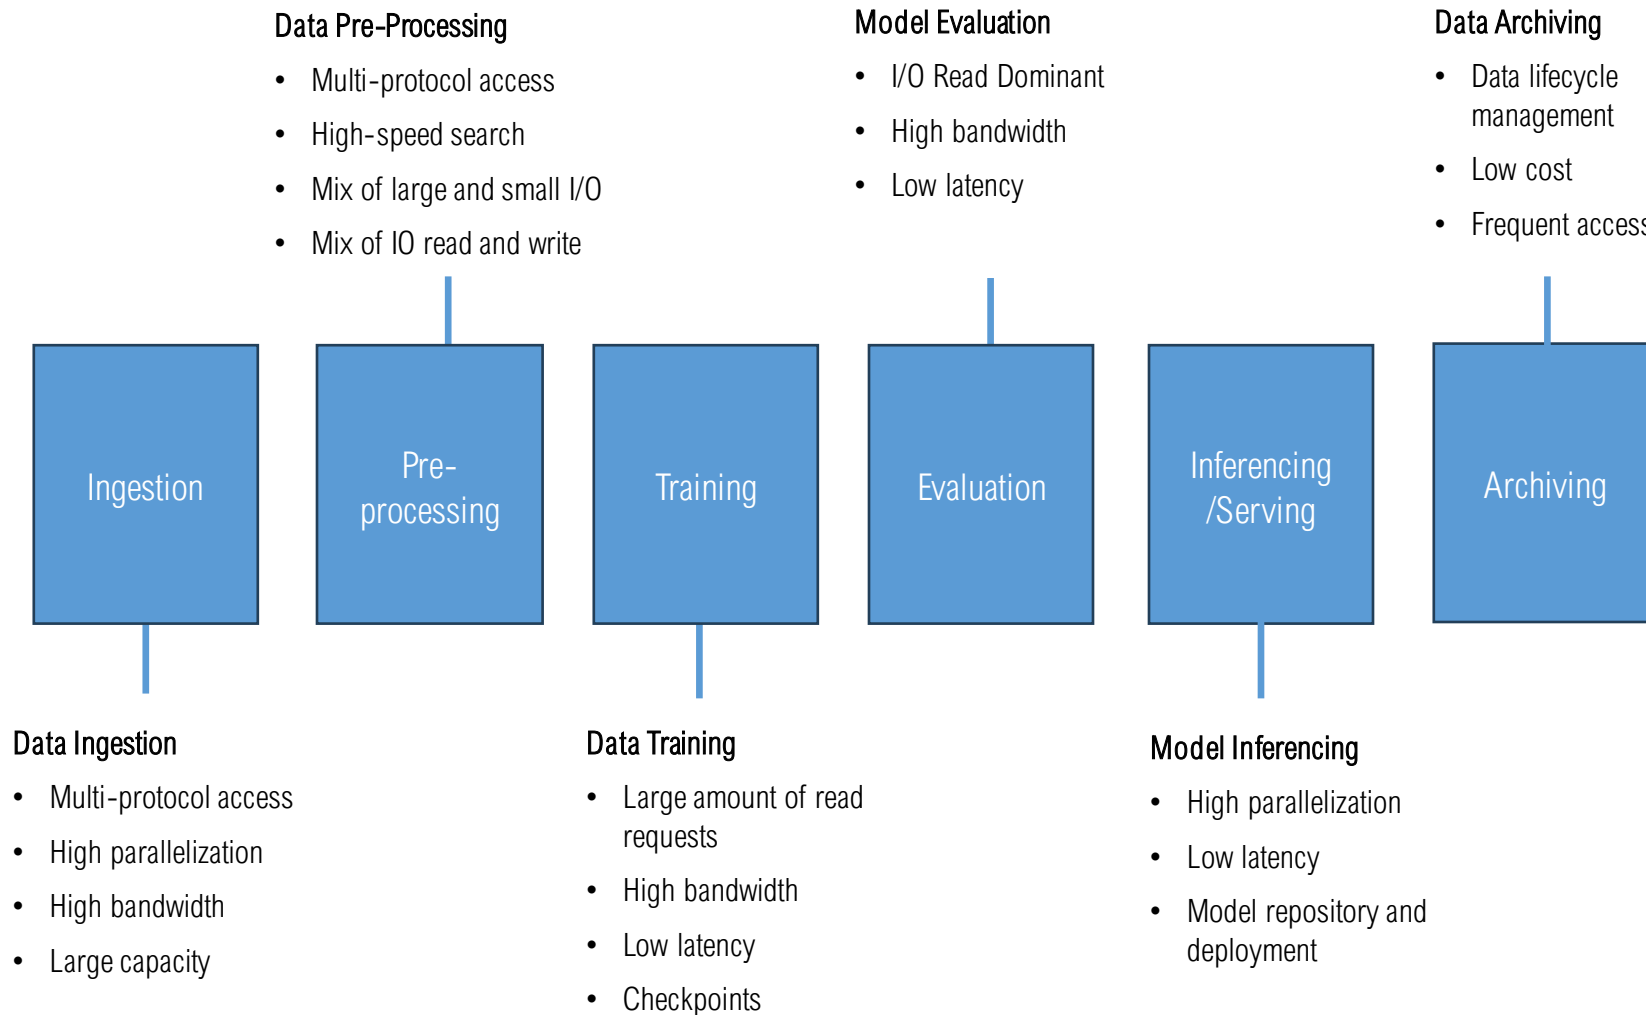 Data Pre-Processing
• Multi-protocol access
• High-speed search
• Mix of large and small I/O
• Mix of IO read and write
Model Evaluation
• I/O Read Dominant
• High bandwidth
• Low latency
Data Archiving
• Data lifecycle
management
• Low cost
• Frequent access
Ingestion
Pre-
processing
Training
Evaluation
Inferencing
/Serving
Archiving
Data Ingestion
• Multi-protocol access
• High parallelization
• High bandwidth
• Large capacity
Data Training
• Large amount of read
requests
• High bandwidth
• Low latency
• Checkpoints
Model Inferencing
• High parallelization
• Low latency
• Model repository and
deployment